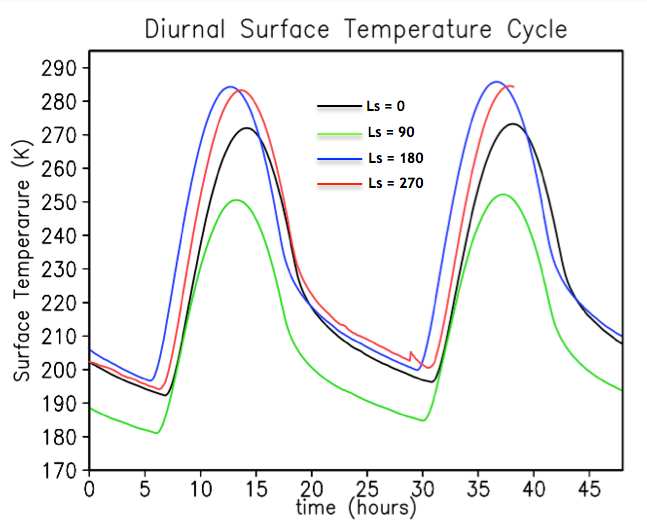 Diurnal Surface Temperature Cycle
Surface Temperarure (K)
290
280
270
260
250
240
230
220
210
200
190
180
170
Ls = 0
Ls = 90
Ls = 180
Ls = 270
0 5 10 15 20 25 30 35 40 45
time (hours)